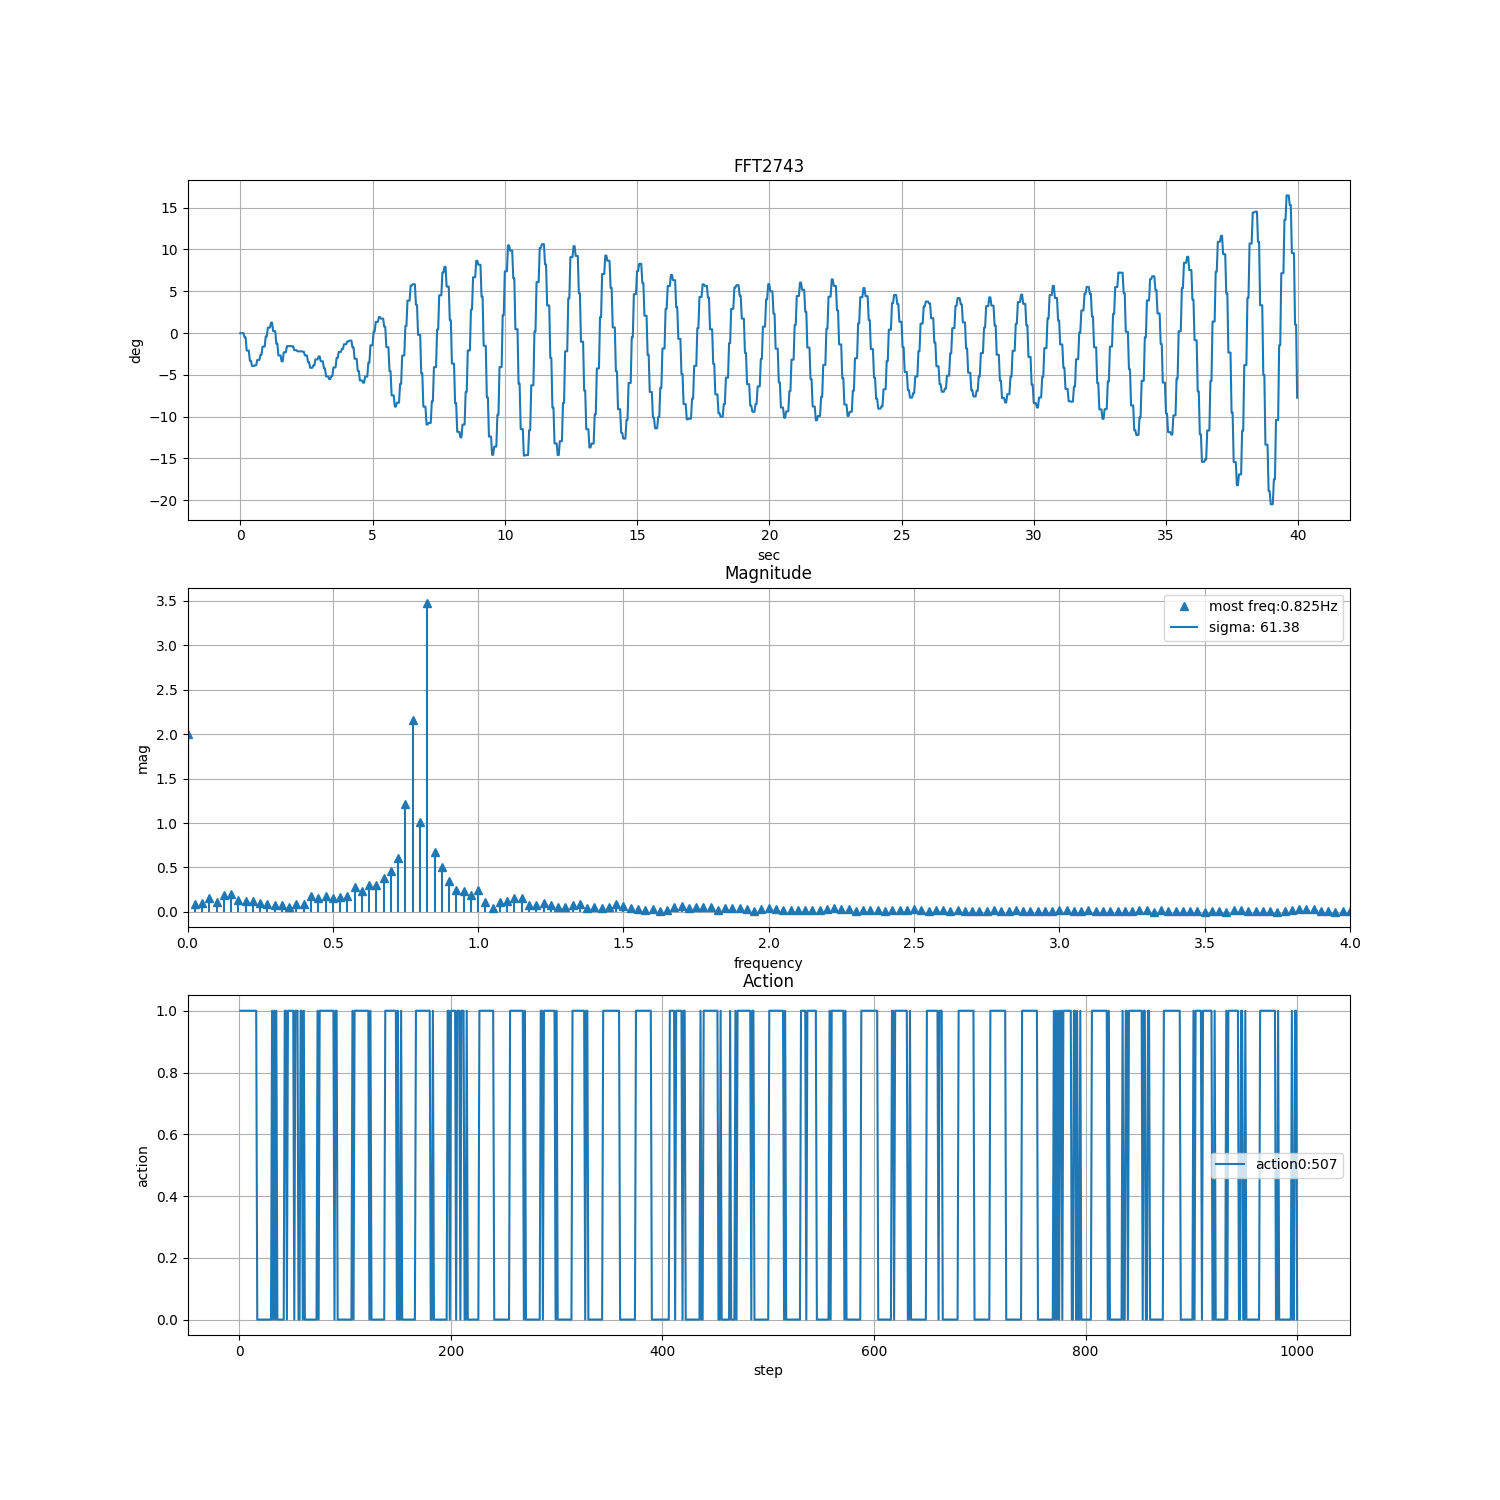 FFT2743
15
10
5
0
−5
−10
−15
−20
deg
0 5 10 15 20 25 30 35 40
sec
Magnitude
3.5
3.0
2.5
2.0
1.5
1.0
0.5
0.0
mag
most freq:0.825Hz
sigma: 61.38
0.0 0.5 1.0 1.5 2.0 2.5 3.0 3.5 4.0
frequency
Action
1.0
0.8
0.6
0.4
0.2
0.0
action
action0:507
0 200 400 600 800 1000
step